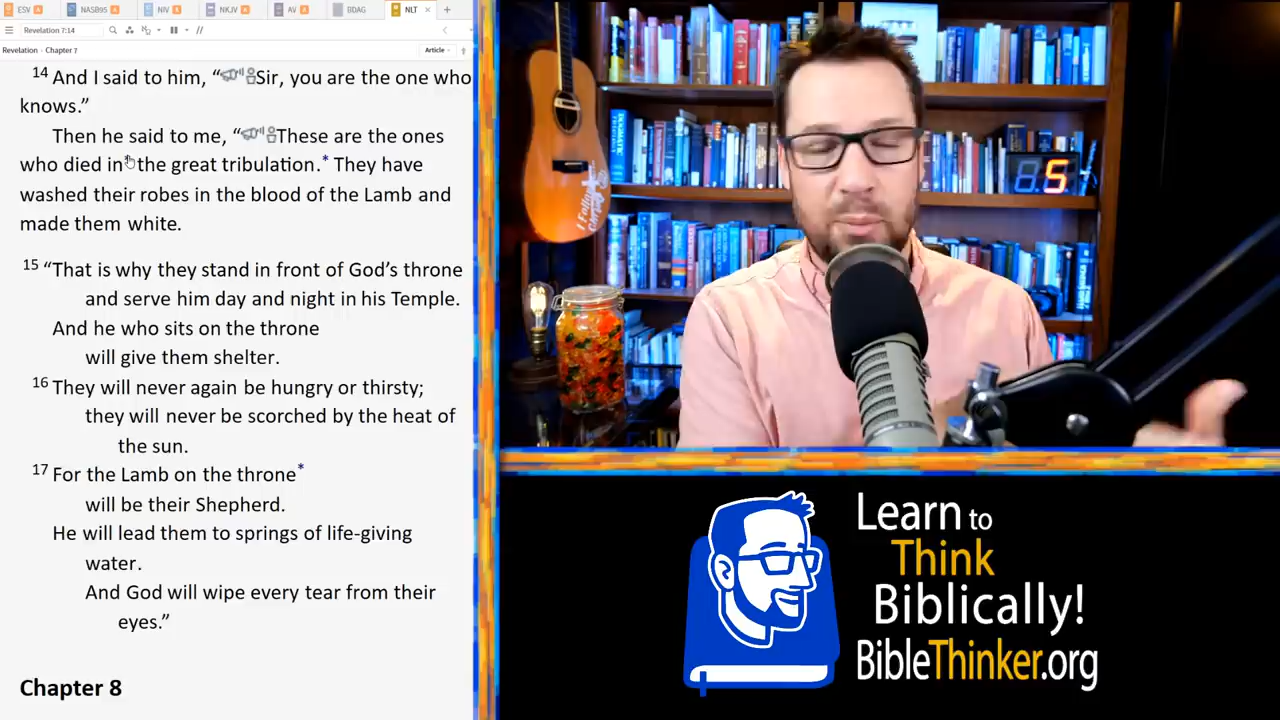 ESV A NASB95 A NIV A NKJV A AV A BDAG NLT ×
Revelation 7:14 //
Revelation · Chapter 7 Article
14 And I said to him, “Sir, you are the one who
knows.”
Then he said to me, “These are the ones
who died in* the great tribulation.* They have
washed their robes in the blood of the Lamb and
made them white.
15 “That is why they stand in front of God’s throne
and serve him day and night in his Temple.
And he who sits on the throne
will give them shelter.
16 They will never again be hungry or thirsty;
they will never be scorched by the heat of
the sun.
17 For the Lamb on the throne*
will be their Shepherd.
He will lead them to springs of life-giving
water.
And God will wipe every tear from their
eyes.”
Chapter 8
5
Learn to
Think
Biblically!
BibleThinker.org